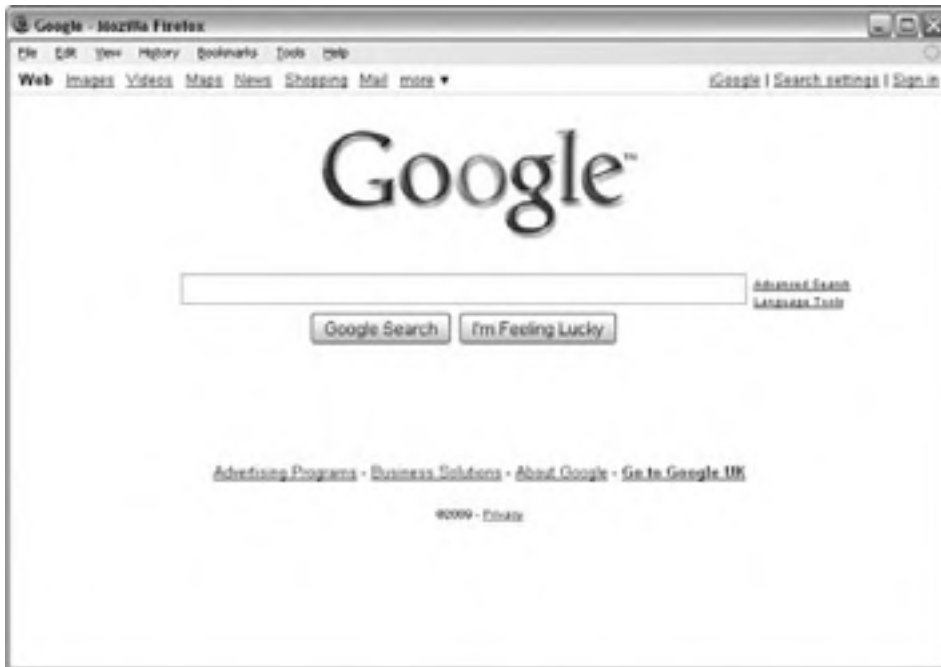 Google - Mozilla Firefox
File Edit View History Bookmarks Tools Help
Web Images Videos Maps News Shopping Mail more ▼ iGoogle | Search settings | Sign in
Google™
Advanced Search
Language Tools
Google Search I'm Feeling Lucky
Advertising Programs - Business Solutions - About Google - Go to Google UK
©2009 - Privacy